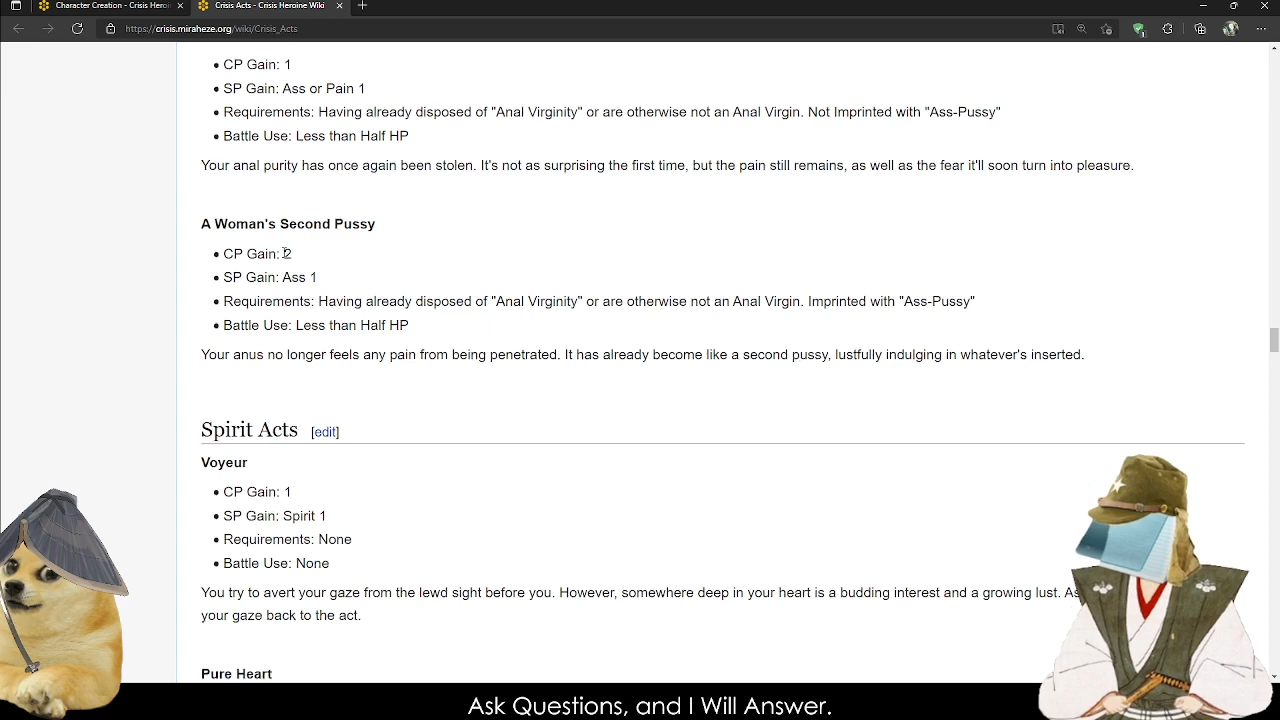 Character Creation - Crisis Heroi
Crisis Acts - Crisis Heroine Wiki
https://crisis.miraheze.org/wiki/Crisis_Acts
CP Gain: 1
SP Gain: Ass or Pain 1
Requirements: Having already disposed of "Anal Virginity" or are otherwise not an Anal Virgin. Not Imprinted with "Ass-Pussy"
Battle Use: Less than Half HP
Your anal purity has once again been stolen. It's not as surprising the first time, but the pain still remains, as well as the fear it'll soon turn into pleasure.
A Woman's Second Pussy
CP Gain: 2
SP Gain: Ass 1
Requirements: Having already disposed of "Anal Virginity" or are otherwise not an Anal Virgin. Imprinted with "Ass-Pussy"
Battle Use: Less than Half HP
Your anus no longer feels any pain from being penetrated. It has already become like a second pussy, lustfully indulging in whatever's inserted.
Spirit Acts [edit]
Voyeur
CP Gain: 1
SP Gain: Spirit 1
Requirements: None
Battle Use: None
You try to avert your gaze from the lewd sight before you. However, somewhere deep in your heart is a budding interest and a growing lust. As
your gaze back to the act.
Pure Heart
Ask Questions, and I Will Answer.